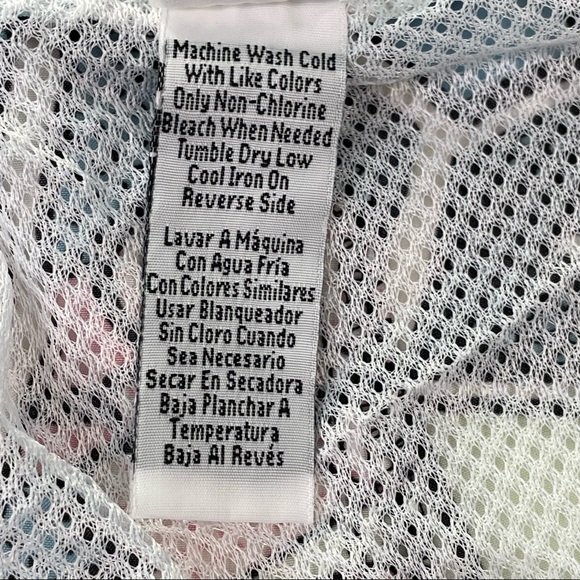 Machine Wash Cold
With Like Colors
Only Non-Chlorine
Bleach When Needed
Tumble Dry Low
Cool Iron On
Reverse Side
Lavar A Máquina
Con Agua Fría
Con Colores Similares
Usar Blanqueador
Sin Cloro Cuando
Sea Necesario
Secar En Secadora
Baja Planchar A
Temperatura
Baja Al Revés